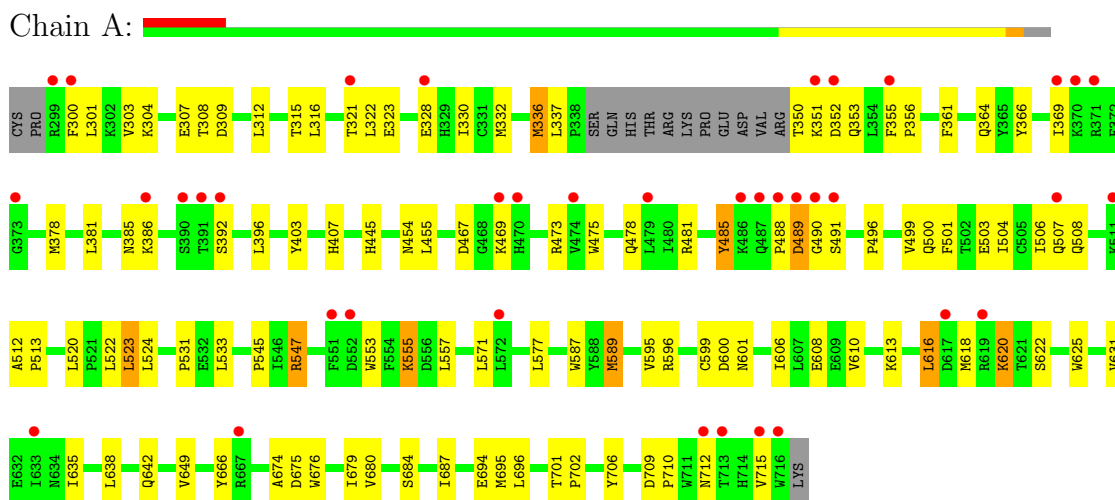 Chain A:
CYS PRO R299 F300 L301 K302 V303 K304 E307 T308 D309 L312 T315 L316 T321 L322 E323 E328 H329 I330 C331 M332 M336 L337 P338 SER GLN HIS THR ARG LYS PRO GLU ASP VAL ARG T350 K351 D352 Q353 L354 F355 P356 F361 Q364 Y365 Y366 I369 K370 R371 E372
G373 M378 L381 N385 K386 S390 T391 S392 L396 Y403 H407 H445 N454 L455 D467 G468 K469 H470 R473 V474 W475 Q478 L479 I480 R481 Y485 K486 Q487 P488 D489 G490 S491 P496 V499 Q500 F501 T502 E503 I504 C505 I506 Q507 Q508 K511
A512 P513 L520 P521 L522 L523 L524 P531 E532 L533 P545 I546 R547 F551 D552 W553 F554 K555 D556 L557 L571 L572 L577 W587 Y588 M589 V595 R596 C599 D600 N601 I606 L607 E608 E609 V610 K613 L616 D617 M618 R619 K620 T621 S622 W625 V631
E632 I633 N634 I635 L638 Q642 V649 Y666 R667 A674 D675 W676 I679 V680 S684 I687 E694 M695 L696 T701 P702 Y706 D709 P710 W711 N712 T713 H714 V715 W716 LYS